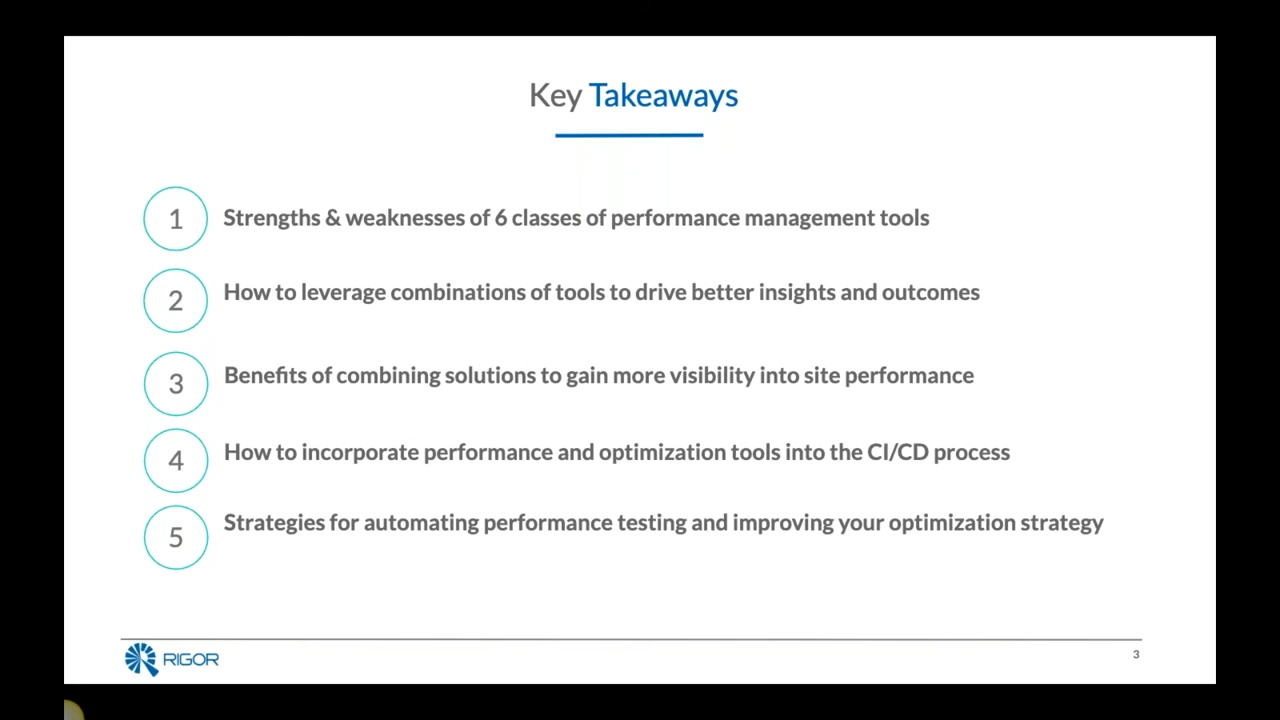 Key Takeaways
1
Strengths & weaknesses of 6 classes of performance management tools
2
How to leverage combinations of tools to drive better insights and outcomes
3
Benefits of combining solutions to gain more visibility into site performance
4
How to incorporate performance and optimization tools into the CI/CD process
5
Strategies for automating performance testing and improving your optimization strategy
RIGOR
3